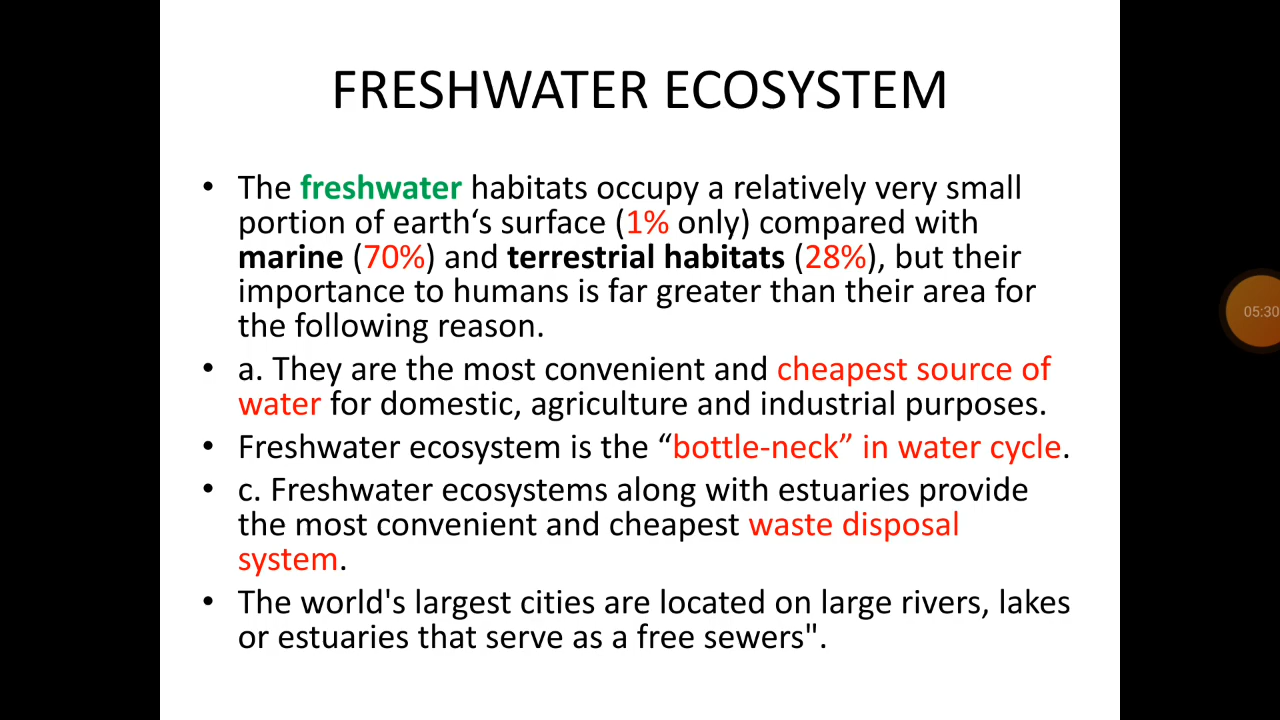 FRESHWATER ECOSYSTEM
• The freshwater habitats occupy a relatively very small
portion of earth‘s surface (1% only) compared with
marine (70%) and terrestrial habitats (28%), but their
importance to humans is far greater than their area for
the following reason.
• a. They are the most convenient and cheapest source of
water for domestic, agriculture and industrial purposes.
• Freshwater ecosystem is the “bottle-neck” in water cycle.
• c. Freshwater ecosystems along with estuaries provide
the most convenient and cheapest waste disposal
system.
• The world's largest cities are located on large rivers, lakes
or estuaries that serve as a free sewers".
05:30